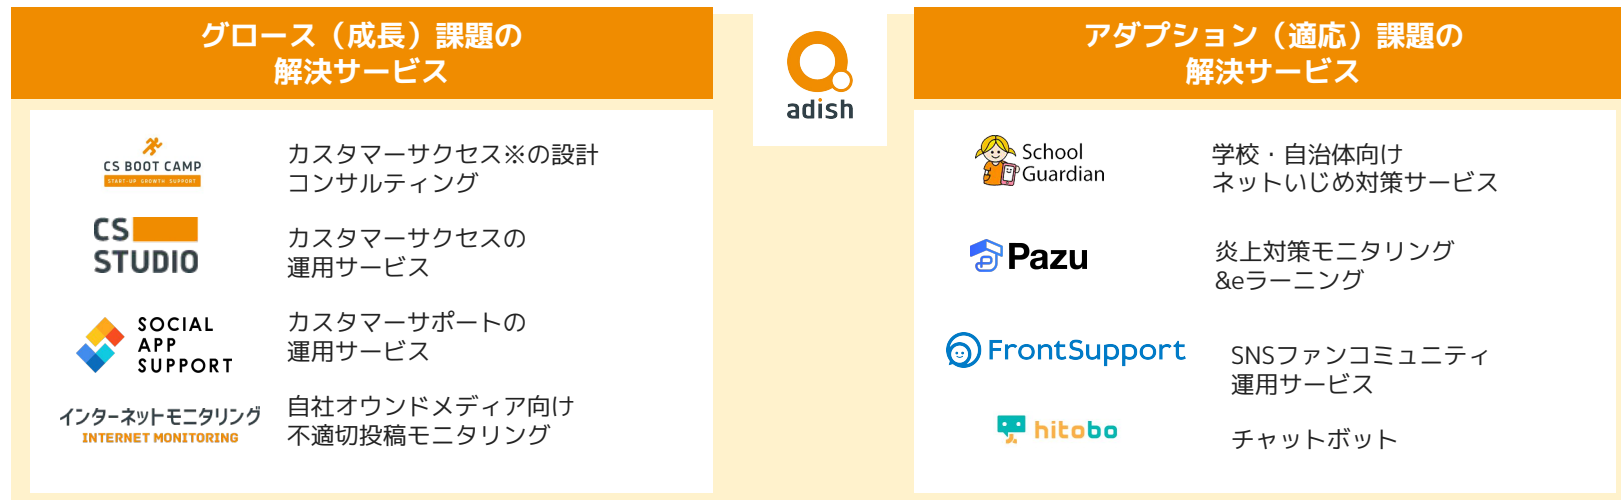 グロース（成長）課題の
解決サービス
CS BOOT CAMP
START-UP GROWTH SUPPORT
カスタマーサクセス※の設計
コンサルティング
CS
STUDIO
カスタマーサクセスの
運用サービス
SOCIAL
APP
SUPPORT
カスタマーサポートの
運用サービス
インターネットモニタリング
INTERNET MONITORING
自社オウンドメディア向け
不適切投稿モニタリング
adish
アダプション（適応）課題の
解決サービス
School
Guardian
学校・自治体向け
ネットいじめ対策サービス
Pazu
炎上対策モニタリング
&eラーニング
FrontSupport
SNSファンコミュニティ
運用サービス
hitobo
チャットボット